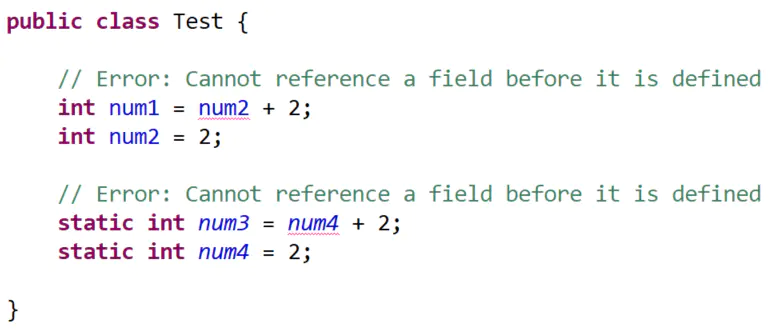 public class Test {
// Error: Cannot reference a field before it is defined
int num1 = num2 + 2;
int num2 = 2;
// Error: Cannot reference a field before it is defined
static int num3 = num4 + 2;
static int num4 = 2;
}